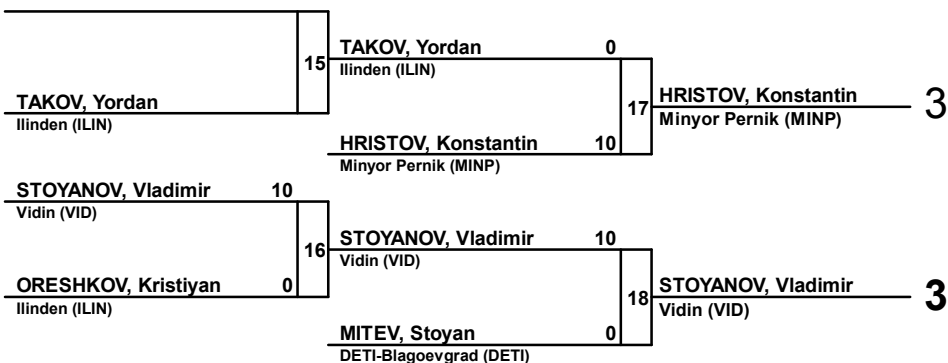 TAKOV, Yordan 0
15
Ilinden (ILIN)
TAKOV, Yordan
Ilinden (ILIN)
HRISTOV, Konstantin 3
17
Minyor Pernik (MINP)
HRISTOV, Konstantin 10
Minyor Pernik (MINP)
STOYANOV, Vladimir 10
Vidin (VID)
STOYANOV, Vladimir 10
16
Vidin (VID)
ORESHKOV, Kristiyan 0
Ilinden (ILIN)
STOYANOV, Vladimir 3
18
Vidin (VID)
MITEV, Stoyan 0
DETI-Blagoevgrad (DETI)